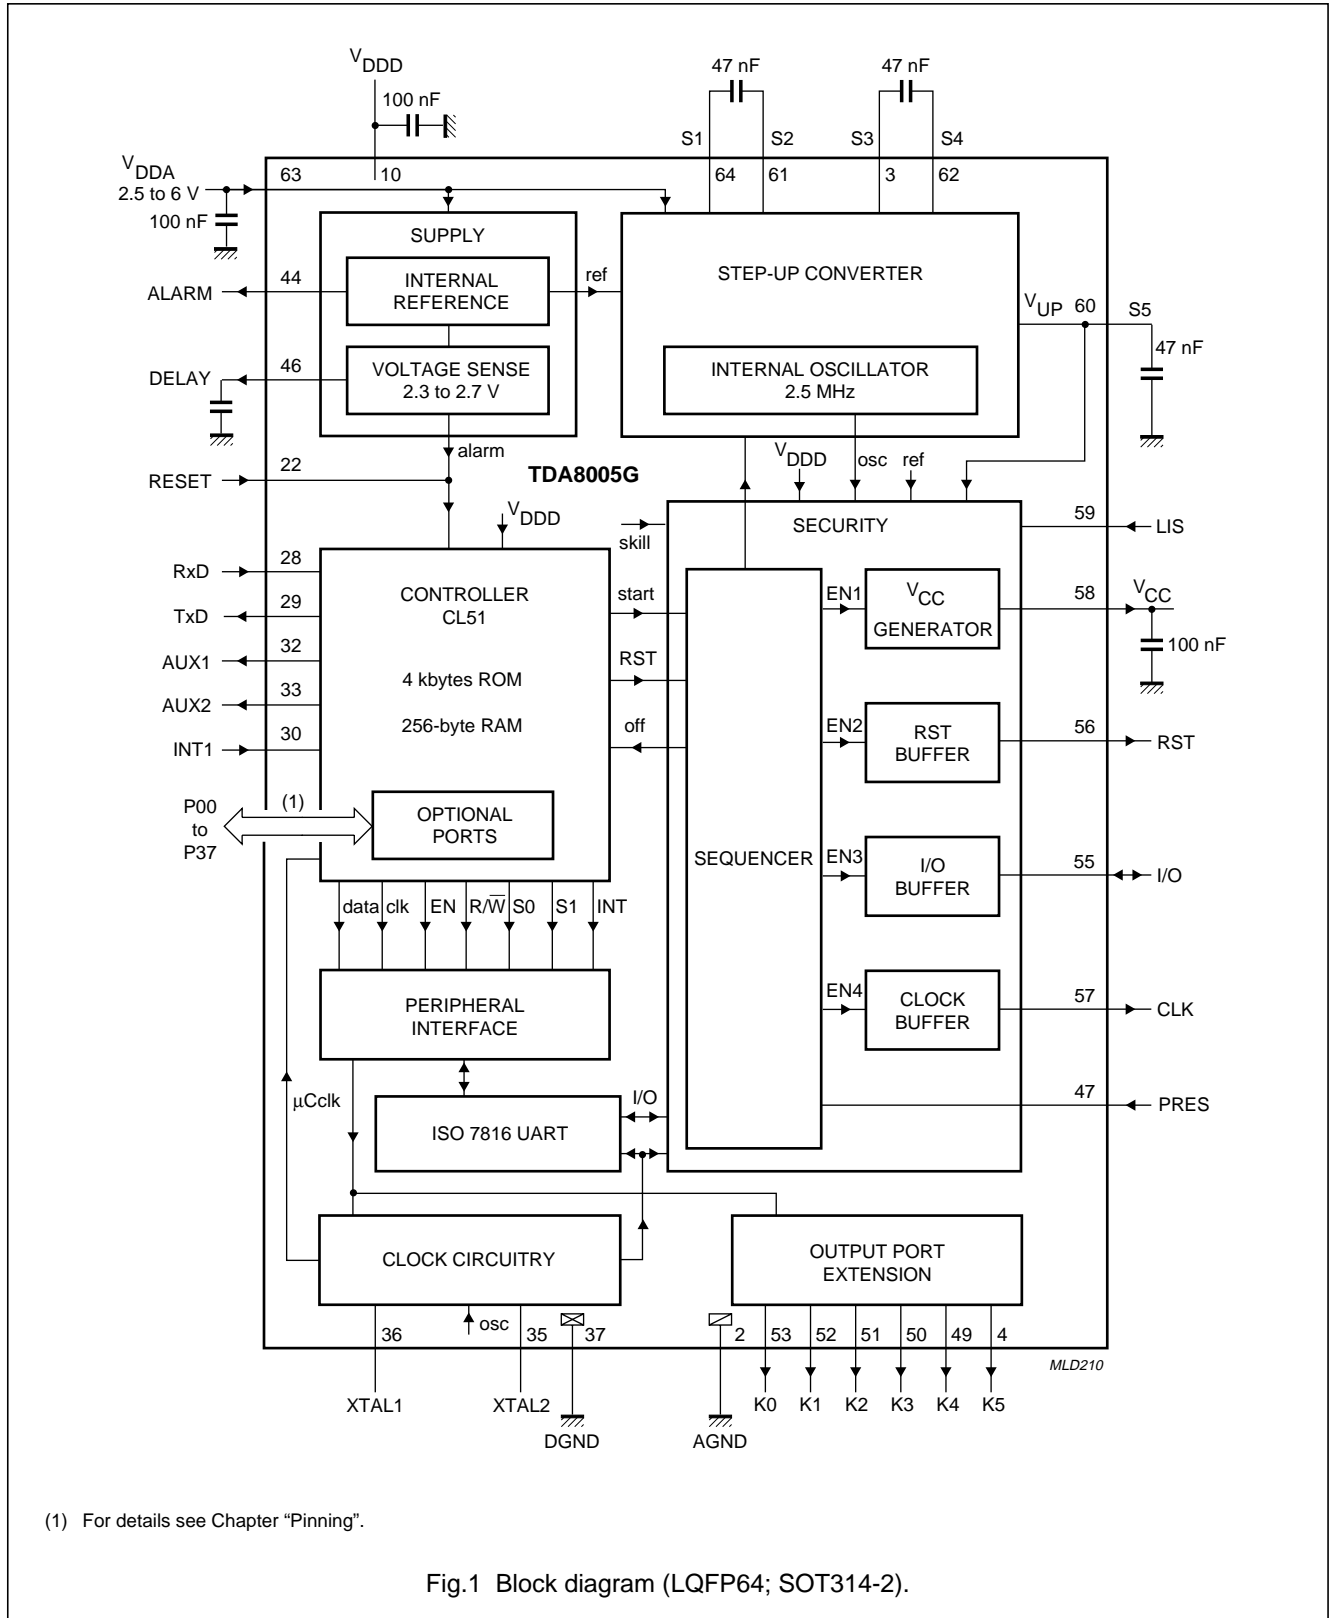 VDDD
100 nF
47 nF
47 nF
S1
S2
S3
S4
VDDA
2.5 to 6 V
100 nF
63
10
64
61
3
62
SUPPLY
INTERNAL
REFERENCE
ref
STEP-UP CONVERTER
ALARM
44
VUP
60
S5
47 nF
DELAY
46
VOLTAGE SENSE
2.3 to 2.7 V
INTERNAL OSCILLATOR
2.5 MHz
alarm
TDA8005G
VDDD
osc
ref
RESET
22
VDDD
skill
SECURITY
59
LIS
RxD
28
CONTROLLER
CL51
start
EN1
VCC
GENERATOR
58
VCC
100 nF
TxD
29
AUX1
32
4 kbytes ROM
RST
AUX2
33
256-byte RAM
off
EN2
RST
BUFFER
56
RST
INT1
30
P00
to
P37
(1)
OPTIONAL
PORTS
SEQUENCER
EN3
I/O
BUFFER
55
I/O
data
clk
EN
R/W̅
S0
S1
INT
PERIPHERAL
INTERFACE
EN4
CLOCK
BUFFER
57
CLK
µCclk
ISO 7816 UART
I/O
47
PRES
CLOCK CIRCUITRY
OUTPUT PORT
EXTENSION
36
osc
35
37
2
53
52
51
50
49
4
MLD210
XTAL1
XTAL2
DGND
AGND
K0
K1
K2
K3
K4
K5
(1) For details see Chapter “Pinning”.
Fig.1 Block diagram (LQFP64; SOT314-2).